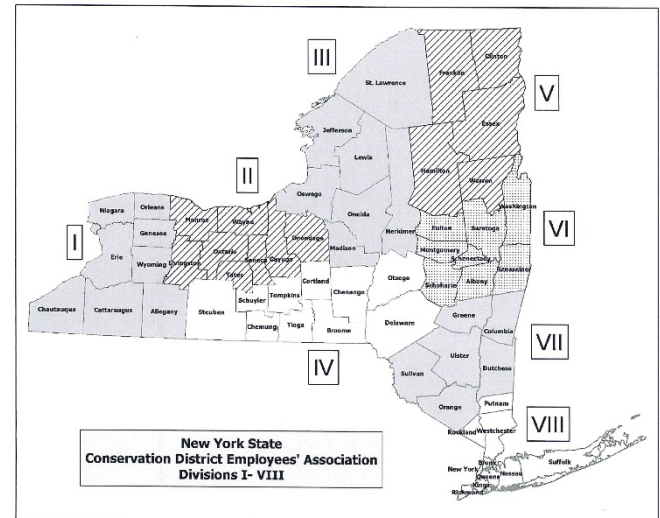 III
St. Lawrence
Franklin
Clinton
V
Essex
Jefferson
Lewis
Hamilton
Warren
II
Oswego
Oneida
Herkimer
Washington
Niagara
Orleans
Monroe
Wayne
Fulton
Saratoga
VI
I
Genesee
Onondaga
Madison
Montgomery
Schenectady
Erie
Wyoming
Livingston
Ontario
Seneca
Cayuga
Yates
Cortland
Chenango
Otsego
Schoharie
Albany
Rensselaer
Chautauqua
Cattaraugus
Allegany
Steuben
Schuyler
Tompkins
Chemung
Tioga
Broome
Delaware
Greene
Columbia
VII
IV
Ulster
Dutchess
Sullivan
Orange
Putnam
VIII
Rockland
Westchester
New York
Bronx
Queens
Kings
Richmond
Nassau
Suffolk
New York State
Conservation District Employees' Association
Divisions I- VIII